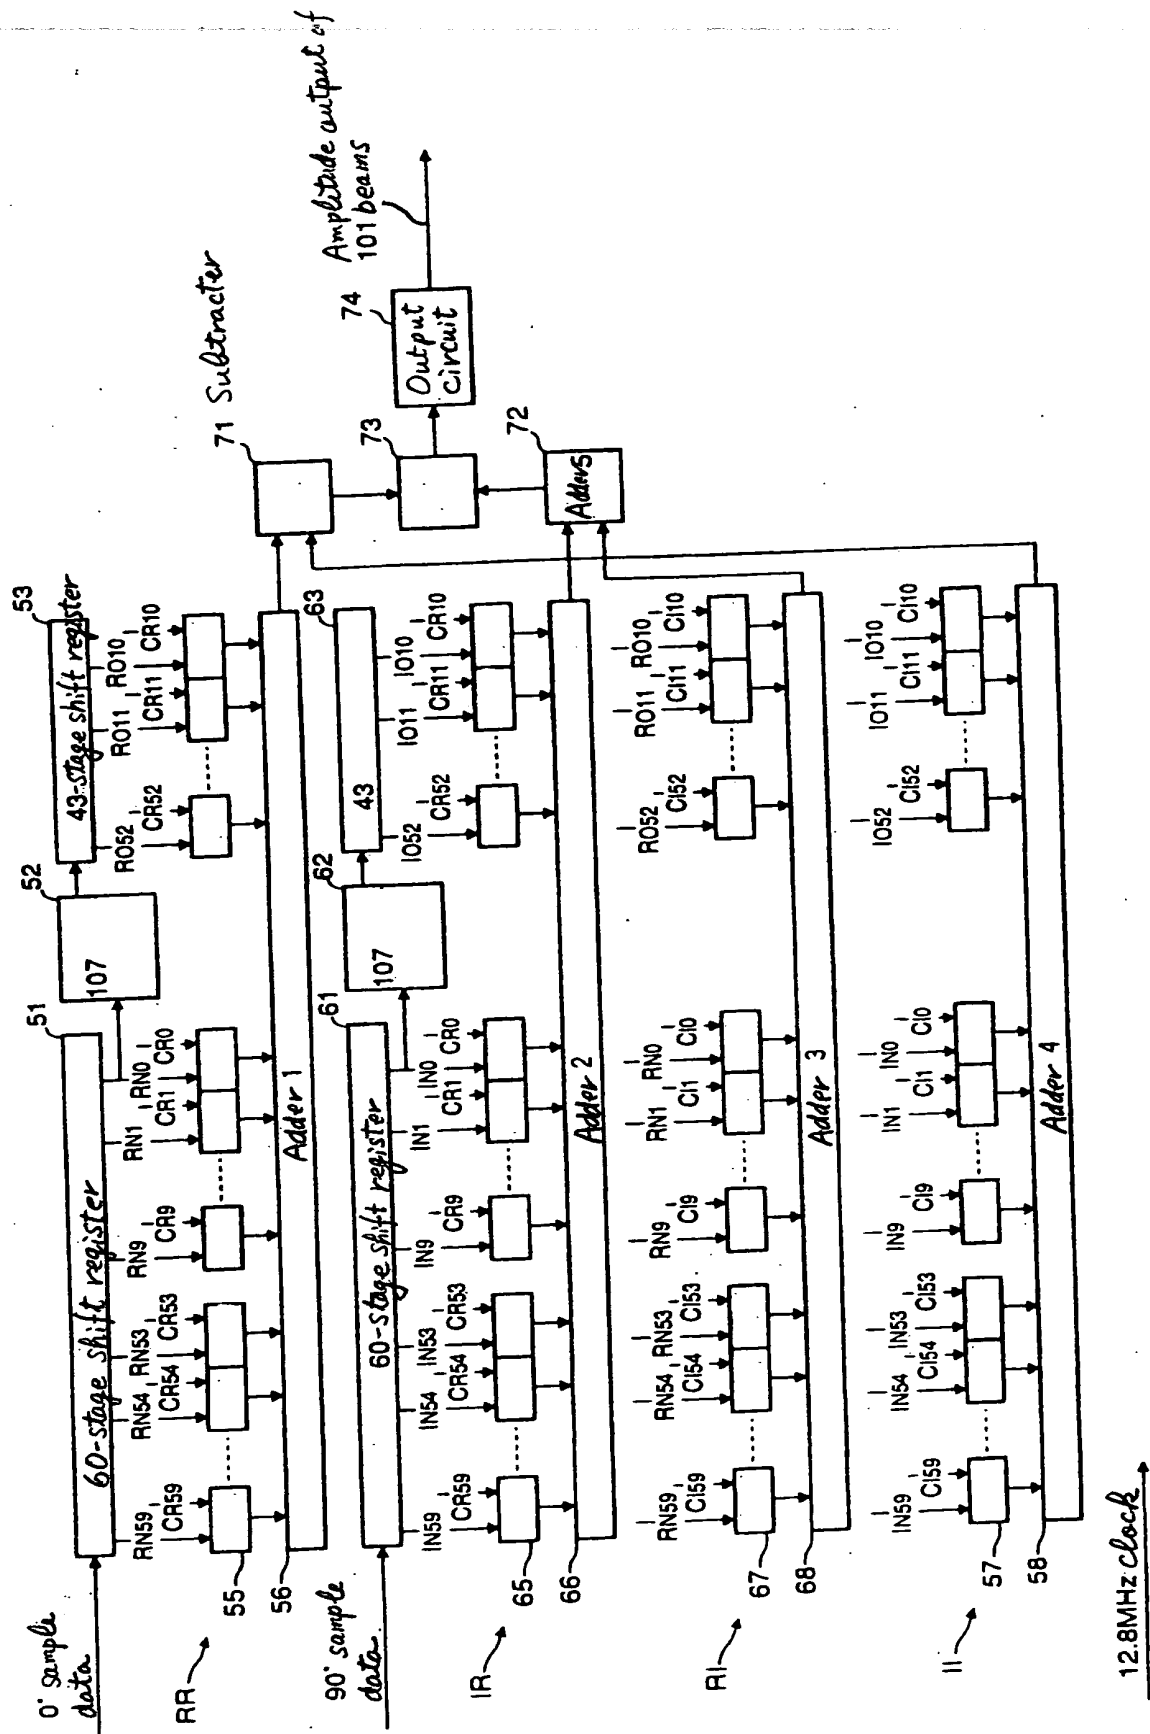 0° sample
data
60-stage shift register
51
107
52
43-stage shift register
53
RN59
CR59
RN54
CR54
RN53
CR53
RN9
CR9
RN1
CR1
RN0
CR0
RO52
CR52
RO11
CR11
RO10
CR10
RR
55
56
Adder 1
71
Subtracter
73
74
Output
circuit
Amplitude output of
101 beams
72
Adder5
90° sample
data
60-stage shift register
61
107
62
43
63
IN59
CR59
IN54
CR54
IN53
CR53
IN9
CR9
IN1
CR1
IN0
CR0
IO52
CR52
IO11
CR11
IO10
CR10
IR
65
66
Adder 2
RN59
CI59
RN54
CI54
RN53
CI53
RN9
CI9
RN1
CI1
RN0
CI0
RO52
CI52
RO11
CI11
RO10
CI10
RI
67
68
Adder 3
IN59
CI59
IN54
CI54
IN53
CI53
IN9
CI9
IN1
CI1
IN0
CI0
IO52
CI52
IO11
CI11
IO10
CI10
II
57
58
Adder 4
12.8MHz clock